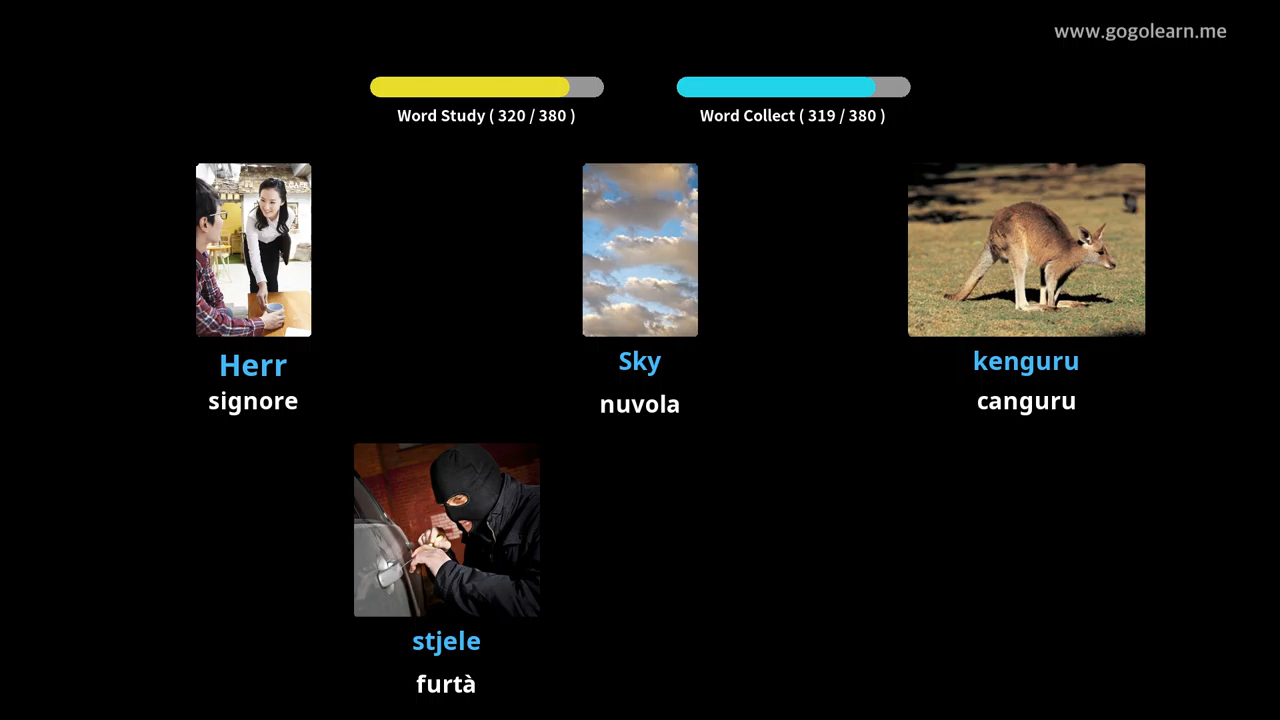 www.gogolearn.me
Word Study ( 320 / 380 )
Word Collect ( 319 / 380 )
Herr
signore
Sky
nuvola
kenguru
canguru
stjele
furtà